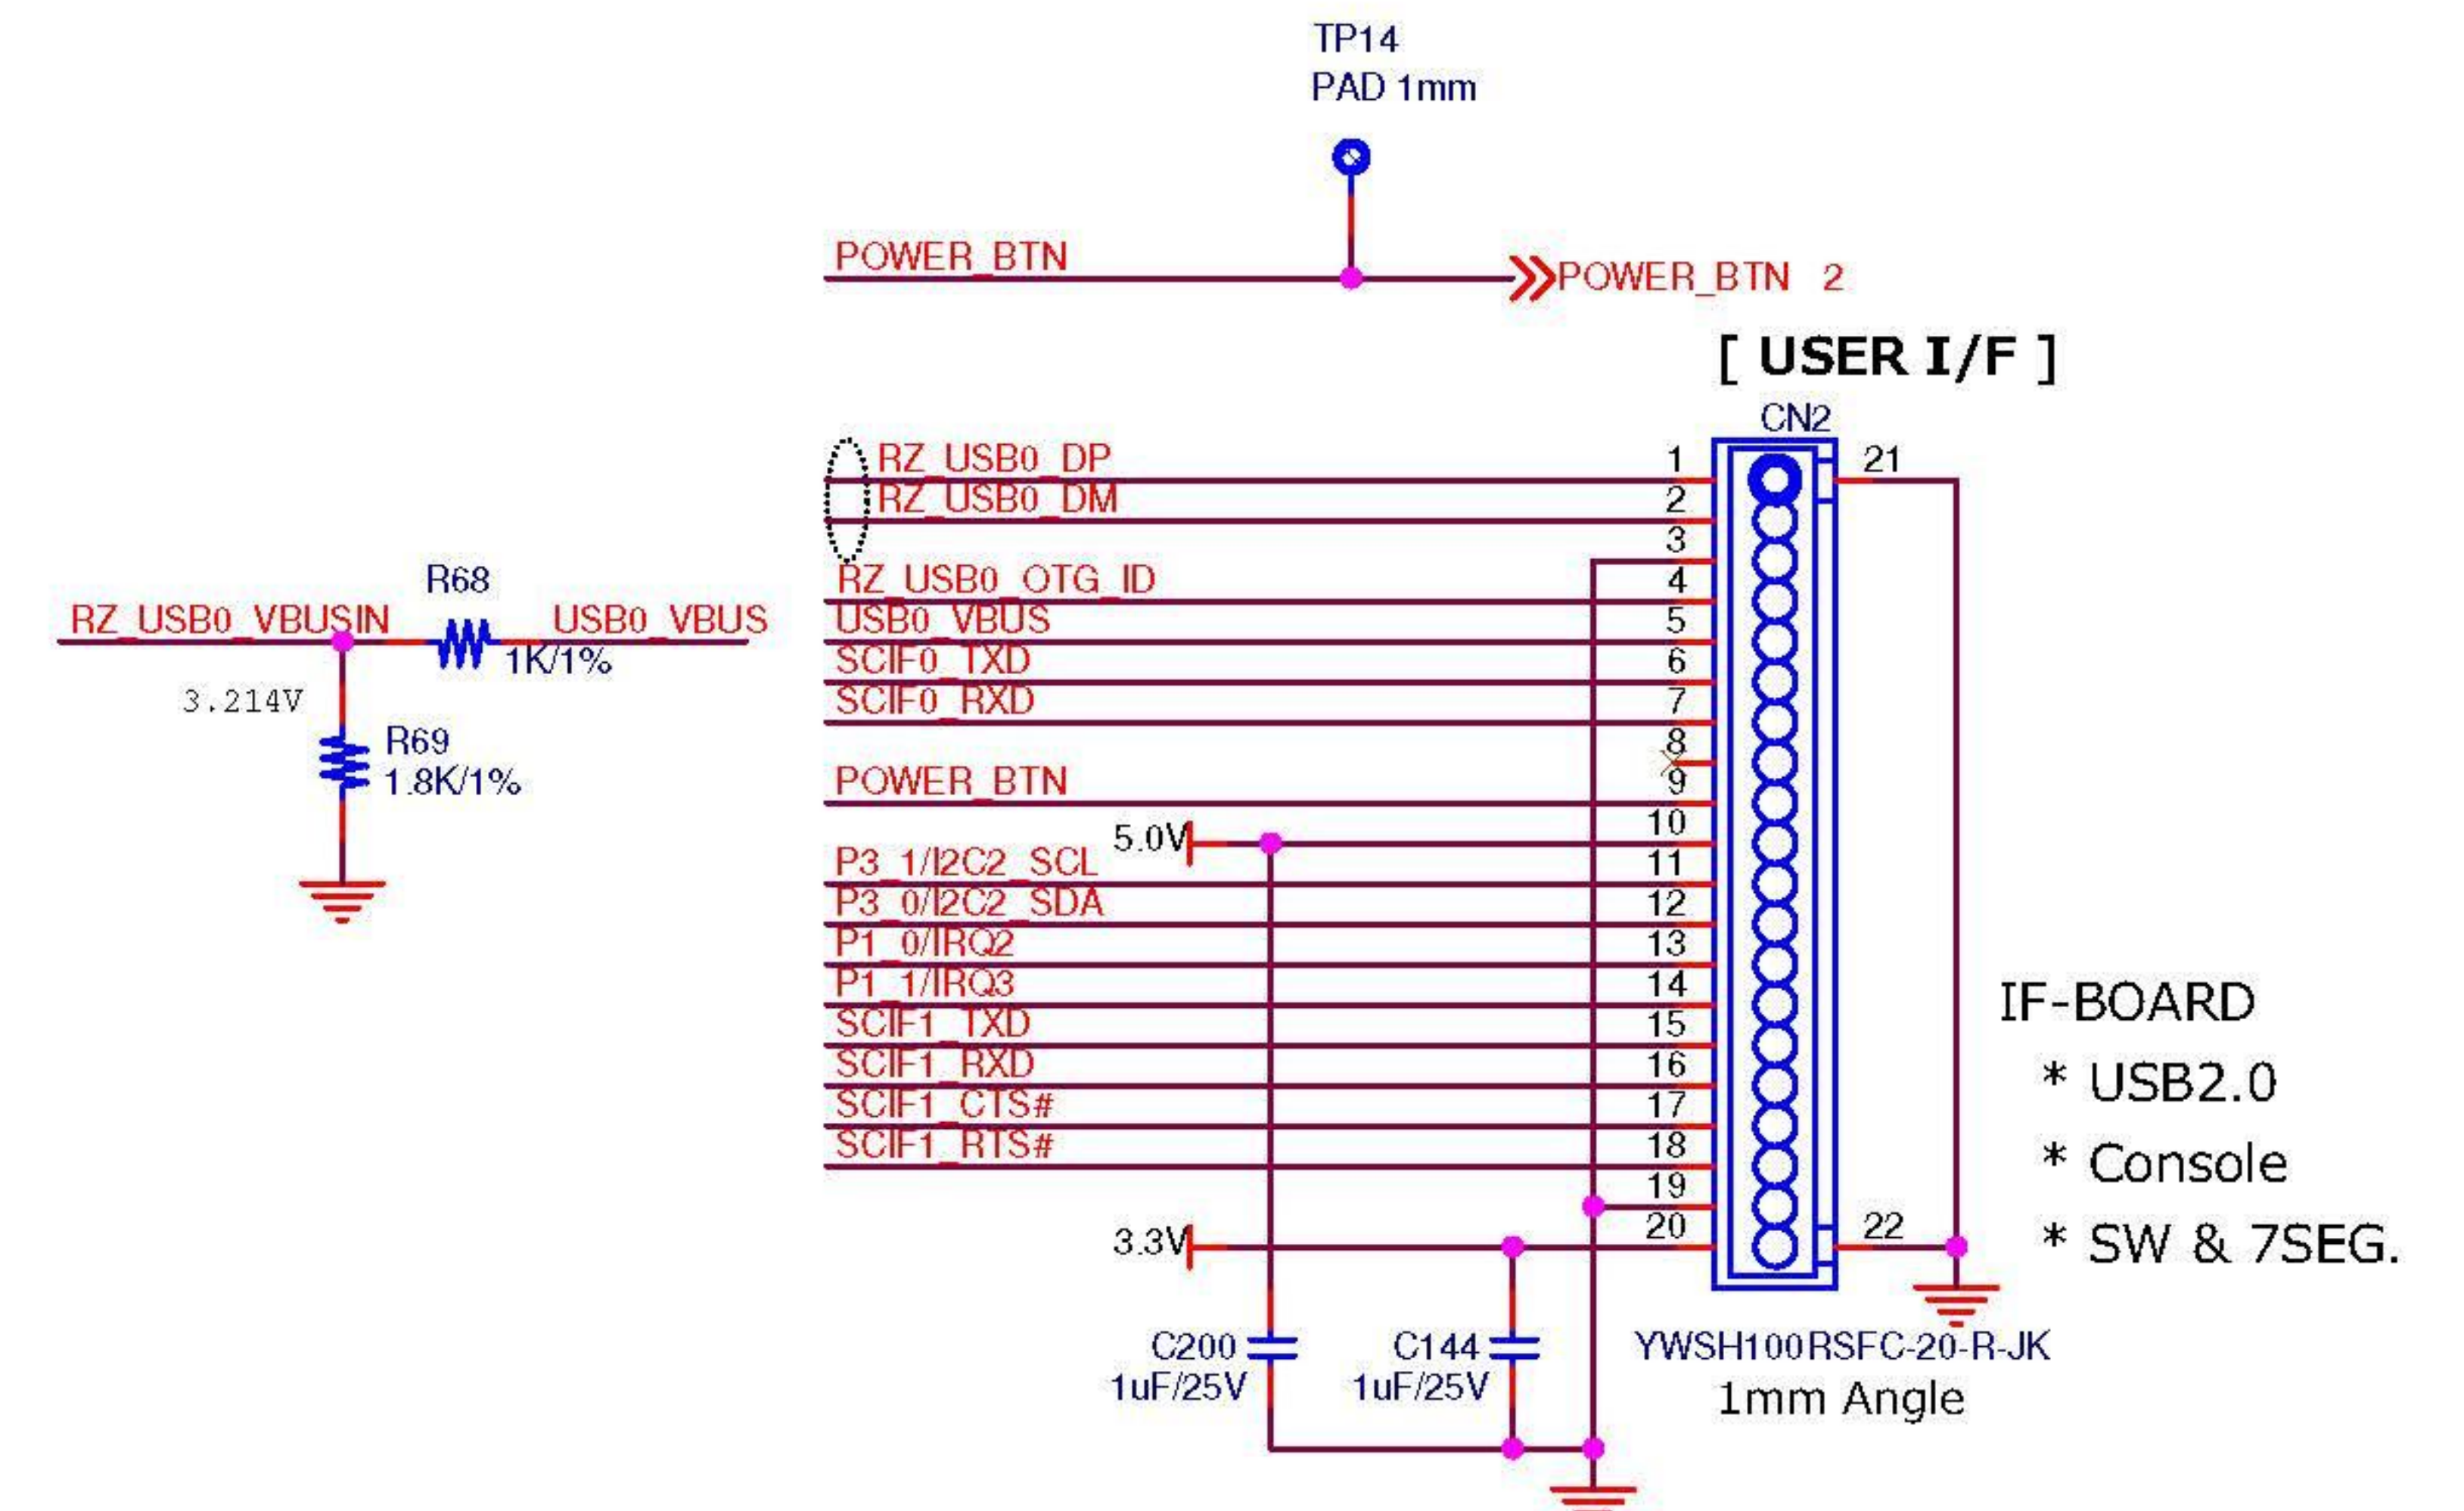 TP14
PAD 1mm
POWER_BTN
POWER_BTN 2
[ USER I/F ]
CN2
RZ_USB0_DP
1
21
RZ_USB0_DM
2
3
R68
RZ_USB0_OTG_ID
4
RZ_USB0_VBUSIN
USB0_VBUS
USB0_VBUS
5
1K/1%
SCIF0_TXD
6
3.214V
SCIF0_RXD
7
R69
8
1.8K/1%
POWER_BTN
9
5.0V
10
P3_1/I2C2_SCL
11
P3_0/I2C2_SDA
12
P1_0/IRQ2
13
P1_1/IRQ3
14
IF-BOARD
SCIF1_TXD
15
SCIF1_RXD
16
* USB2.0
SCIF1_CTS#
17
SCIF1_RTS#
18
* Console
19
3.3V
20
22
* SW & 7SEG.
C200
1uF/25V
C144
1uF/25V
YWSH100RSFC-20-R-JK
1mm Angle